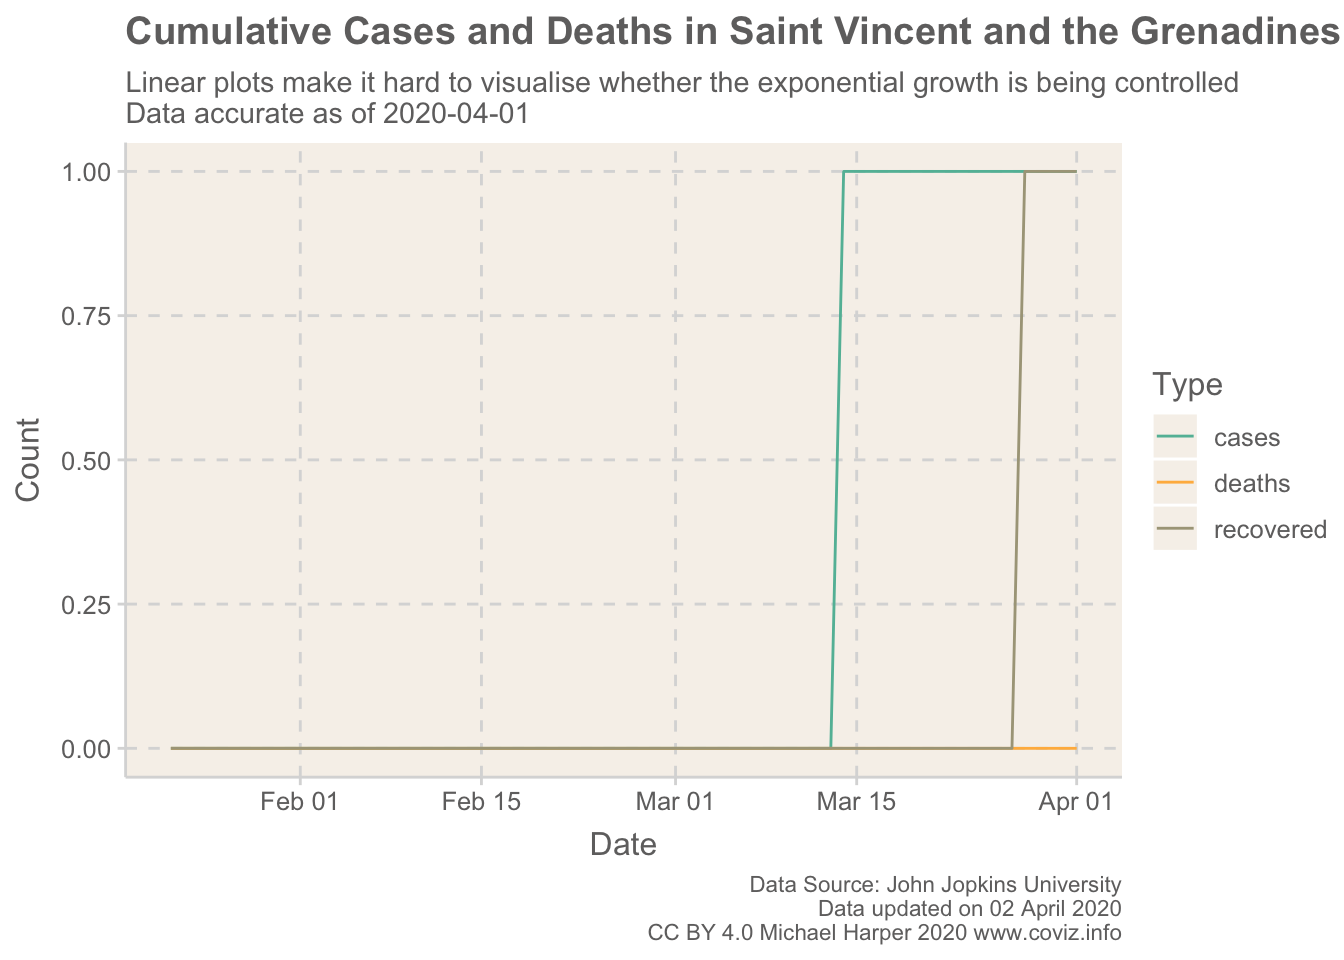 Cumulative Cases and Deaths in Saint Vincent and the Grenadines
Linear plots make it hard to visualise whether the exponential growth is being controlled
Data accurate as of 2020-04-01
1.00
0.75
0.50
0.25
0.00
Count
Feb 01
Feb 15
Mar 01
Mar 15
Apr 01
Date
Type
cases
deaths
recovered
Data Source: John Jopkins University
Data updated on 02 April 2020
CC BY 4.0 Michael Harper 2020 www.coviz.info